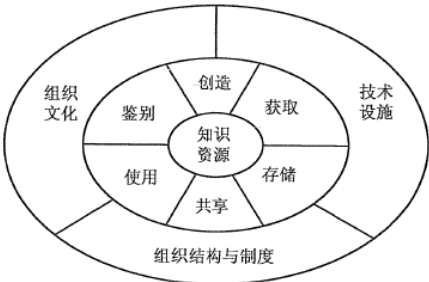 创造
组织
文化
技术
设施
鉴别
获取
知识
资源
使用
存储
共享
组织结构与制度